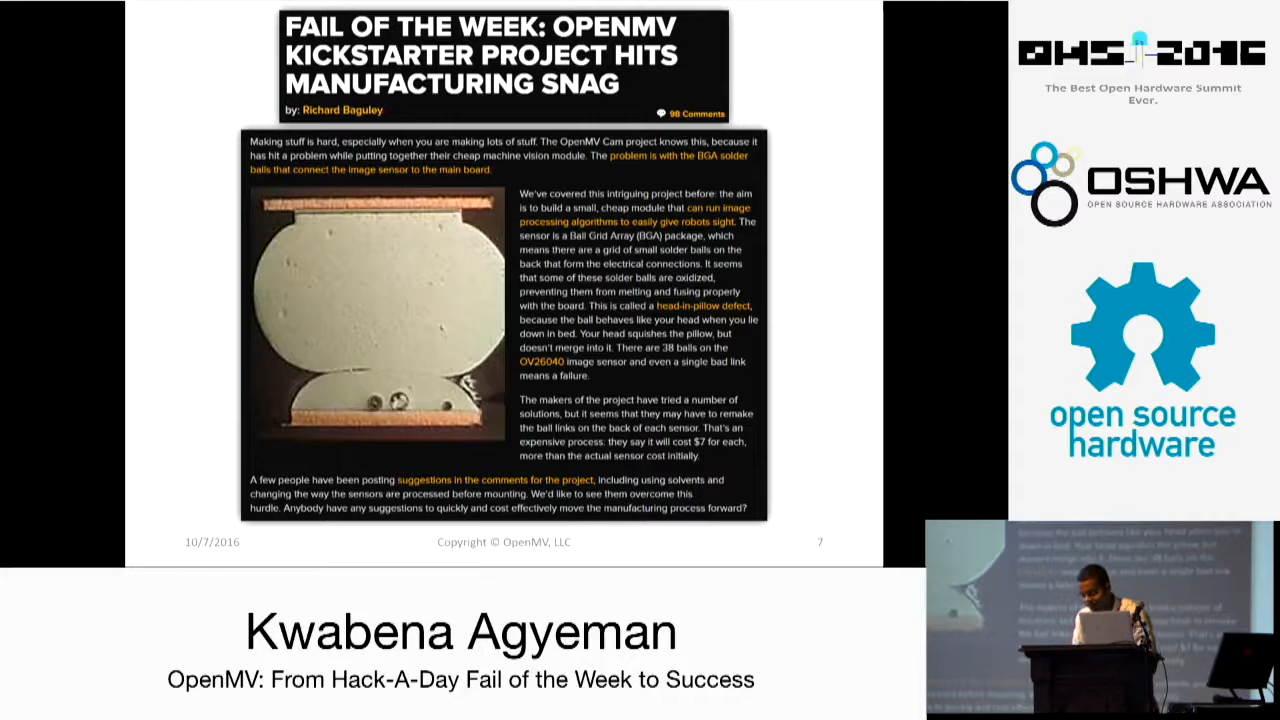 FAIL OF THE WEEK: OPENMV
KICKSTARTER PROJECT HITS
MANUFACTURING SNAG
by: Richard Baguley
98 Comments
Making stuff is hard, especially when you are making lots of stuff. The OpenMV Cam project knows this, because it
has hit a problem while putting together their cheap machine vision module. The problem is with the BGA solder
balls that connect the image sensor to the main board.
We've covered this intriguing project before: the aim
is to build a small, cheap module that can run image
processing algorithms to easily give robots sight. The
sensor is a Ball Grid Array (BGA) package, which
means there are a grid of small solder balls on the
back that form the electrical connections. It seems
that some of these solder balls are oxidized,
preventing them from melting and fusing properly
with the board. This is called a head-in-pillow defect,
because the ball behaves like your head when you lie
down in bed. Your head squishes the pillow, but
doesn't merge into it. There are 38 balls on the
OV26040 image sensor and even a single bad link
means a failure.
The makers of the project have tried a number of
solutions, but it seems that they may have to remake
the ball links on the back of each sensor. That's an
expensive process: they say it will cost $7 for each,
more than the actual sensor cost initially.
A few people have been posting suggestions in the comments for the project, including using solvents and
changing the way the sensors are processed before mounting. We'd like to see them overcome this
hurdle. Anybody have any suggestions to quickly and cost effectively move the manufacturing process forward?
10/7/2016
Copyright © OpenMV, LLC
7
OHS 2016
The Best Open Hardware Summit
Ever.
OSHWA
OPEN SOURCE HARDWARE ASSOCIATION
open source
hardware
Kwabena Agyeman
OpenMV: From Hack-A-Day Fail of the Week to Success